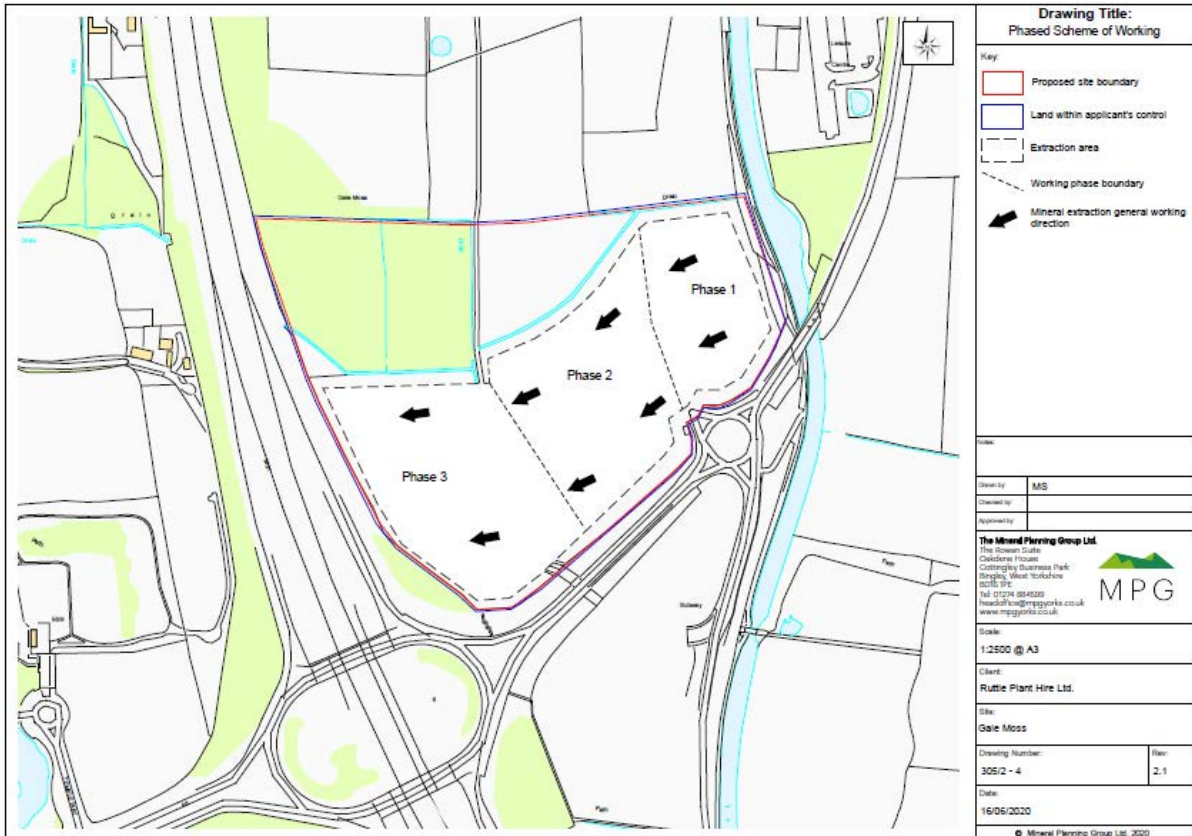 Drawing Title:
Phased Scheme of Working
Key:
Proposed site boundary
Land within applicant's control
Extraction area
Working phase boundary
Mineral extraction general working
direction
Gale Moss
Drain
Phase 1
Phase 2
Phase 3
Subway
Path
Path
Path
Drain
Notes:
Drawn by:
MS
Checked by:
Approved by:
The Mineral Planning Group Ltd.
The Rowan Suite
Oakdene House
Cottingley Business Park
Bingley, West Yorkshire
Tel: 01274 884699
headoffice@mpgyorks.co.uk
www.mpgyorks.co.uk
MPG
Scale:
1:2500 @ A3
Client:
Ruttle Plant Hire Ltd.
Site:
Gale Moss
Drawing Number:
305/2 - 4
Rev:
2.1
Date:
16/06/2020
© Mineral Planning Group Ltd. 2020